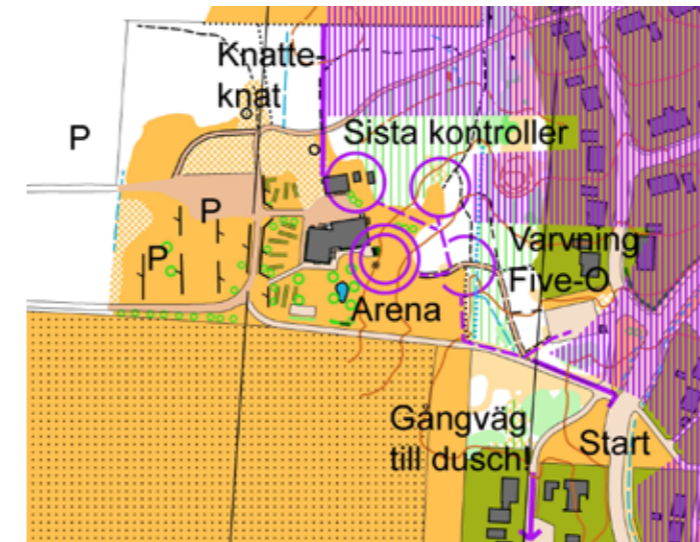 Knatte-
knat
P
Sista kontroller
P
P
Varvning
Five-O
Arena
Gångväg
till dusch!
Start